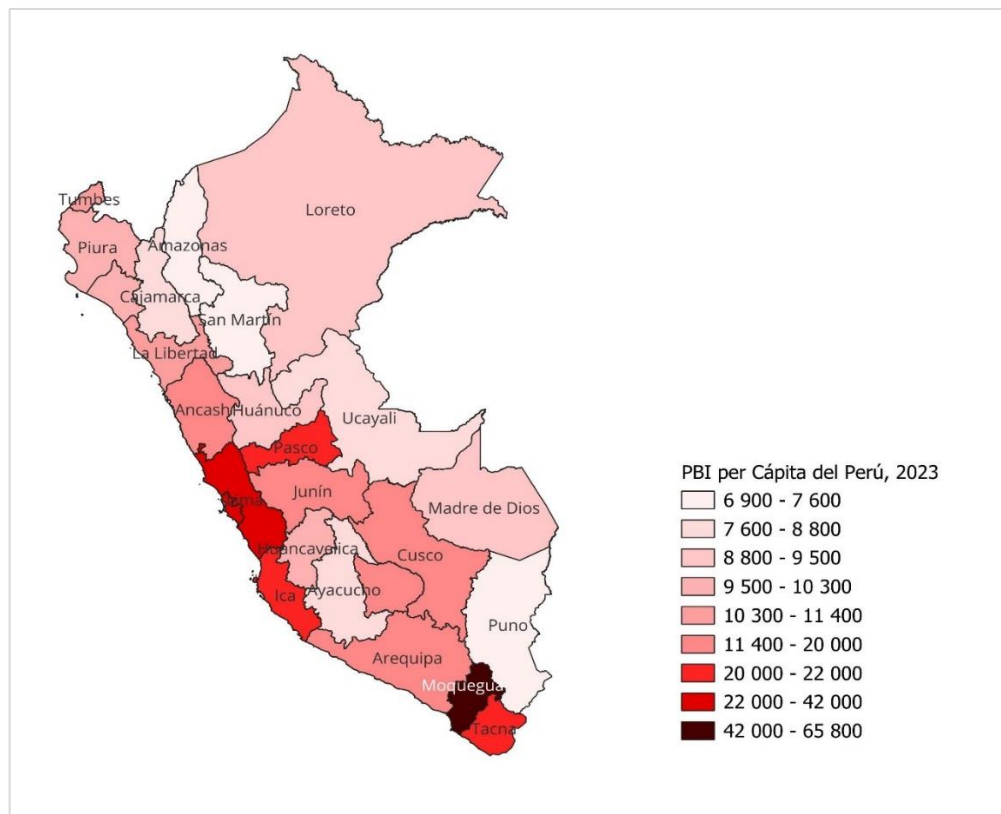 Loreto
Tumbes
Piura
Amazonas
Cajamarca
San Martín
La Libertad
Ancash
Huánuco
Ucayali
Pasco
Lima
Junín
Madre de Dios
Huancavelica
Cusco
Ica
Ayacucho
Puno
Arequipa
Moquegua
Tacna
PBI per Cápita del Perú, 2023
6 900 - 7 600
7 600 - 8 800
8 800 - 9 500
9 500 - 10 300
10 300 - 11 400
11 400 - 20 000
20 000 - 22 000
22 000 - 42 000
42 000 - 65 800